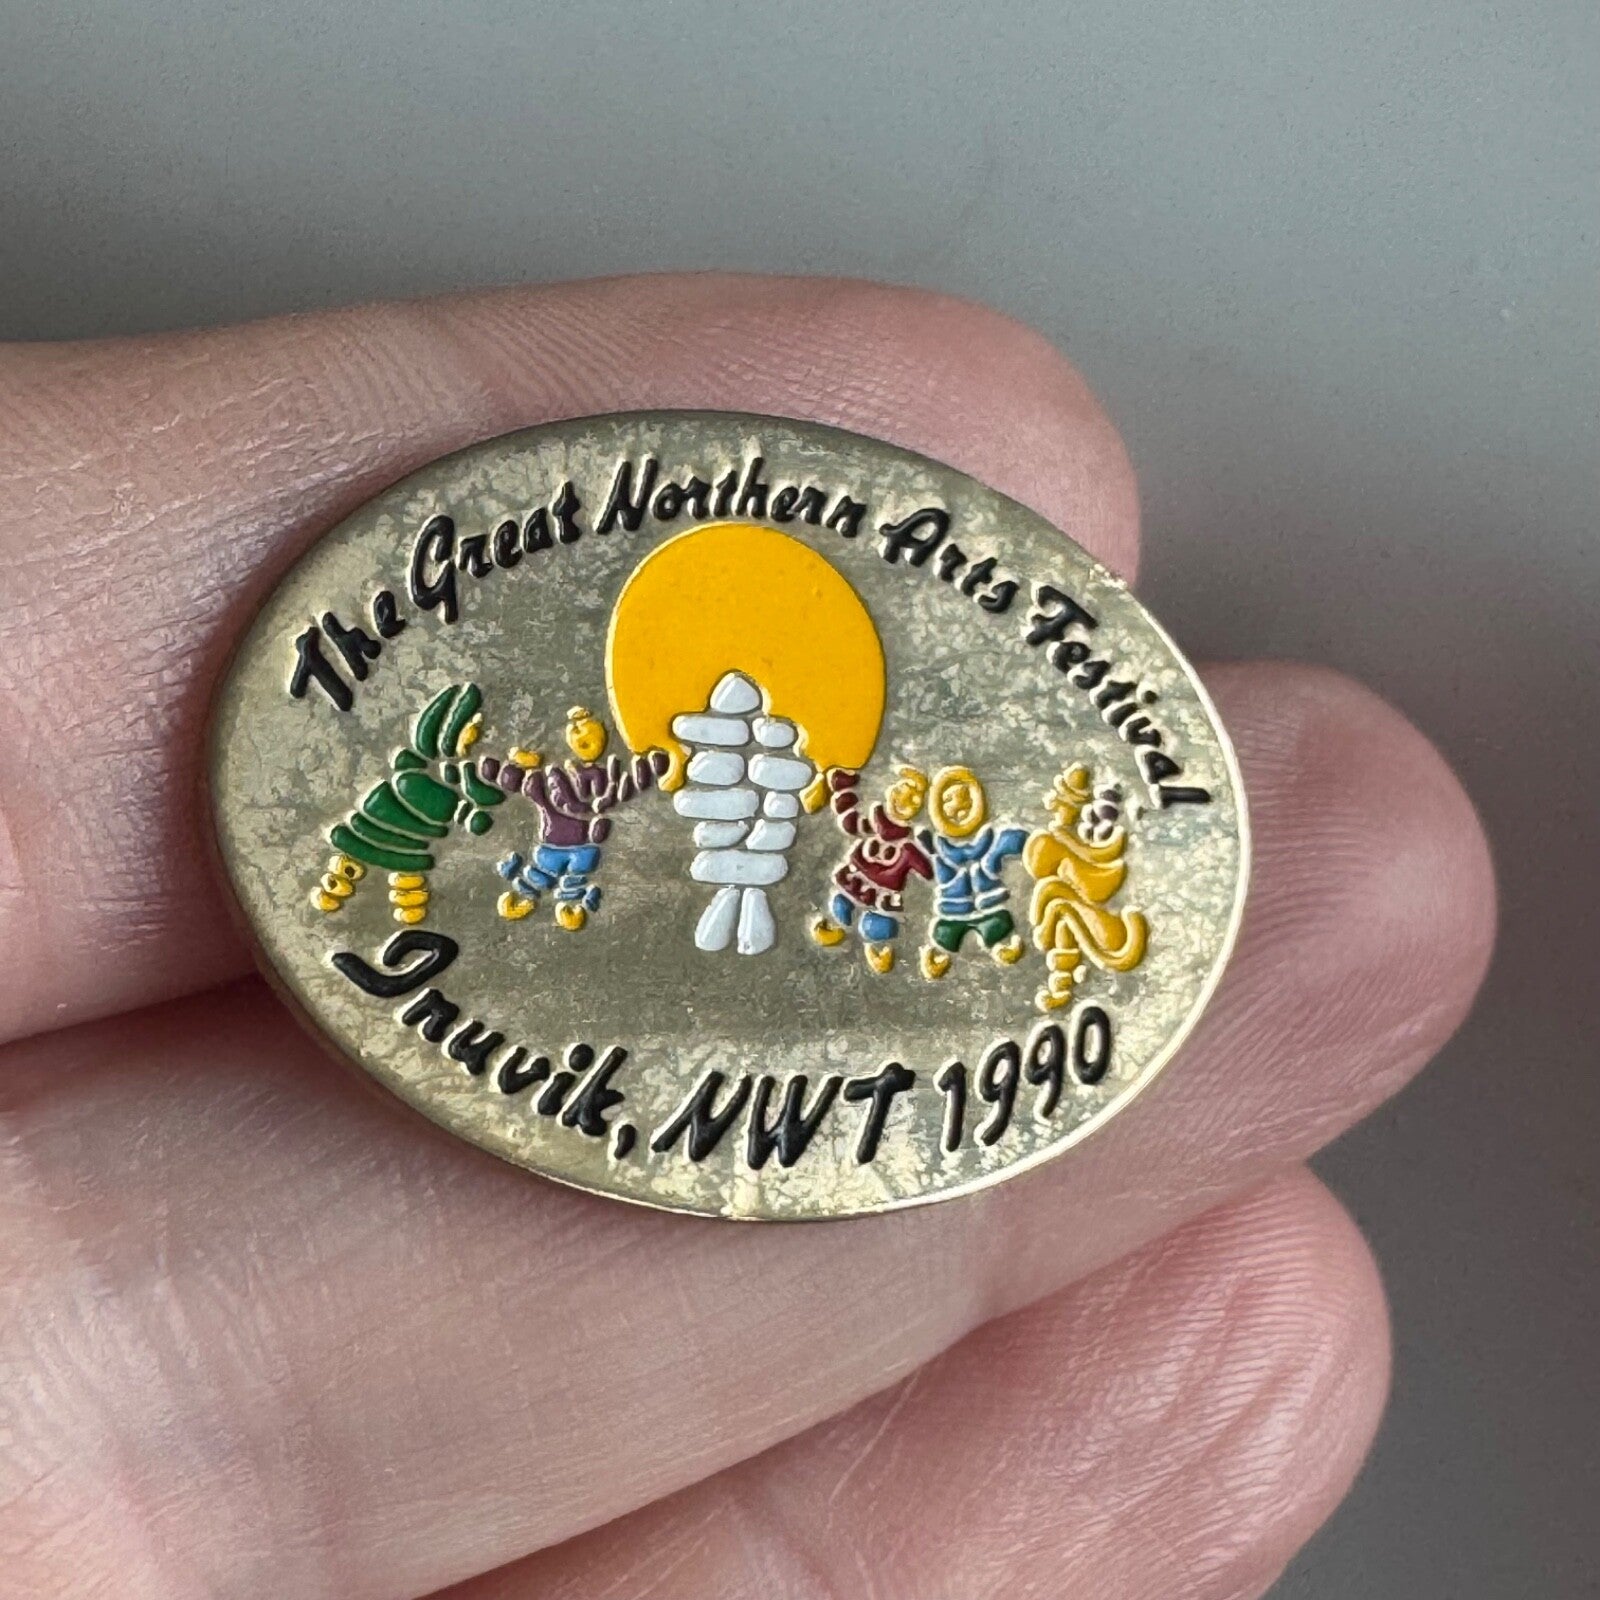 The Great Northern Arts Festival
Inuvik, NWT 1990